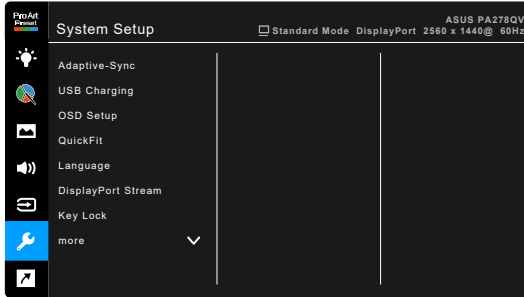 ProArt
Preset
System Setup
ASUS PA278QV
Standard Mode DisplayPort 2560 x 1440@ 60Hz
Adaptive-Sync
USB Charging
OSD Setup
QuickFit
Language
DisplayPort Stream
Key Lock
more